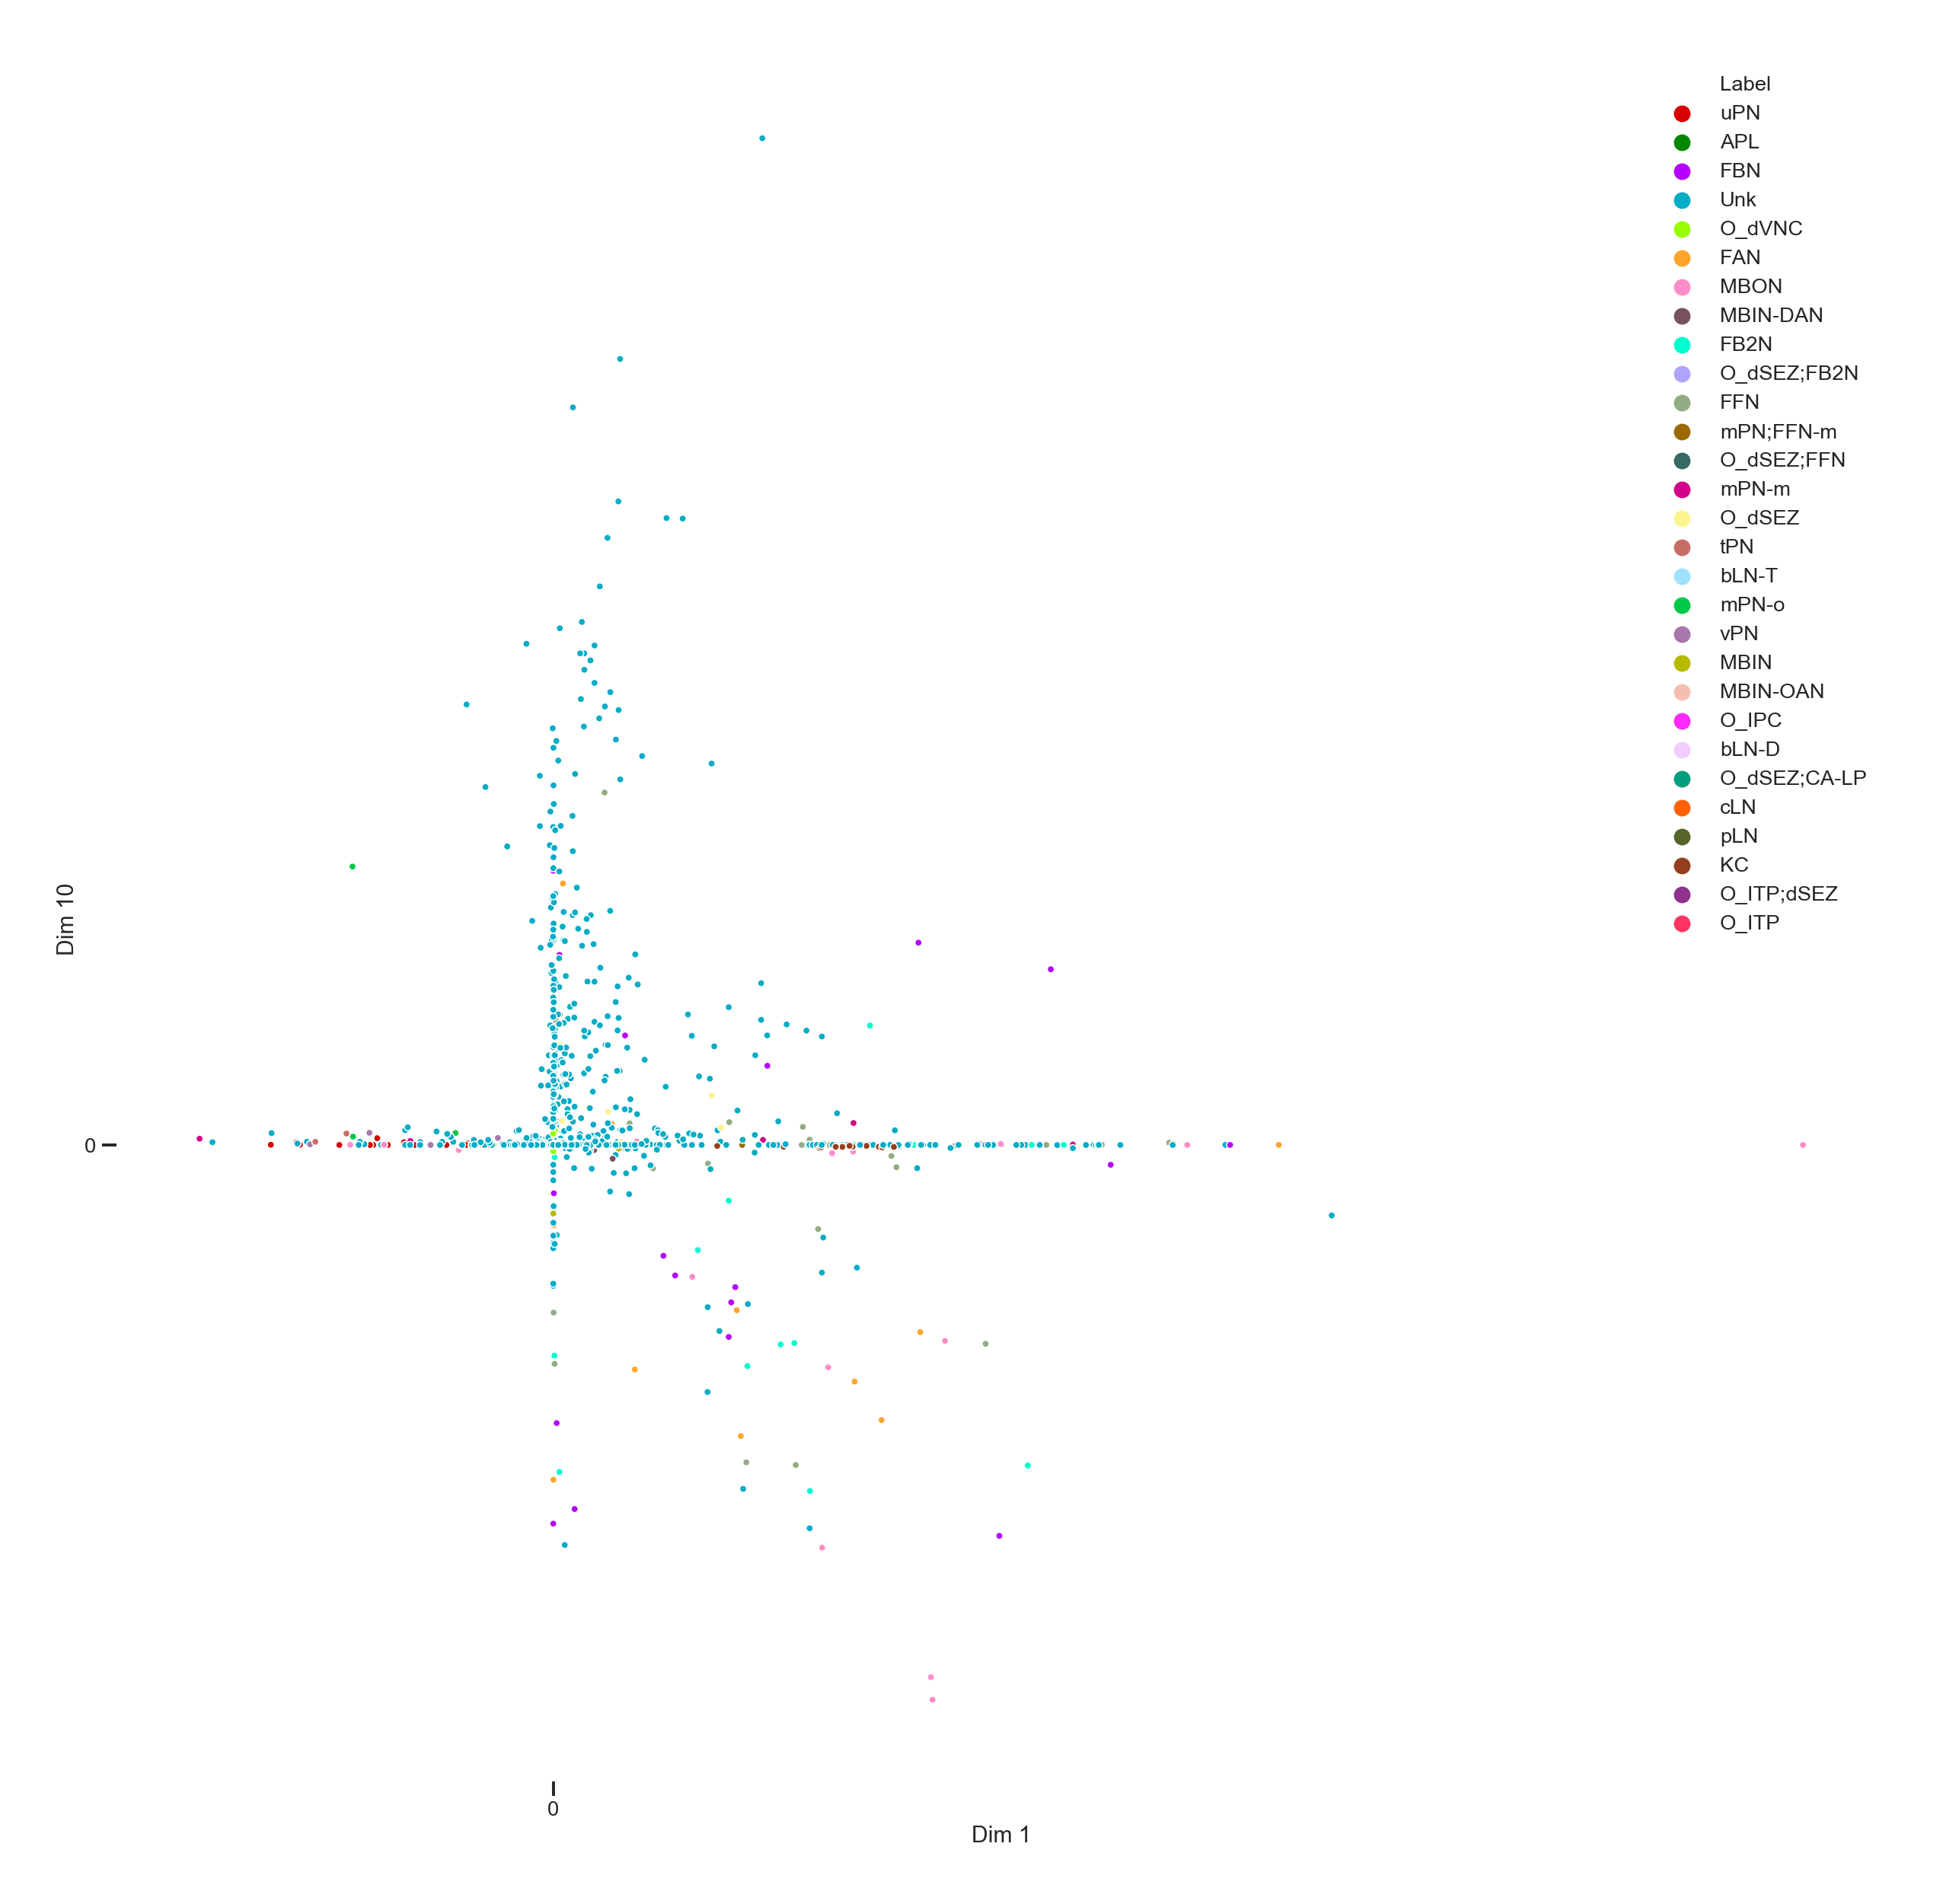 Label
uPN
APL
FBN
Unk
O_dVNC
FAN
MBON
MBIN-DAN
FB2N
O_dSEZ;FB2N
FFN
mPN;FFN-m
O_dSEZ;FFN
mPN-m
O_dSEZ
tPN
bLN-T
mPN-o
vPN
MBIN
MBIN-OAN
O_IPC
bLN-D
O_dSEZ;CA-LP
cLN
pLN
KC
O_ITP;dSEZ
O_ITP
Dim 10
0
0
Dim 1